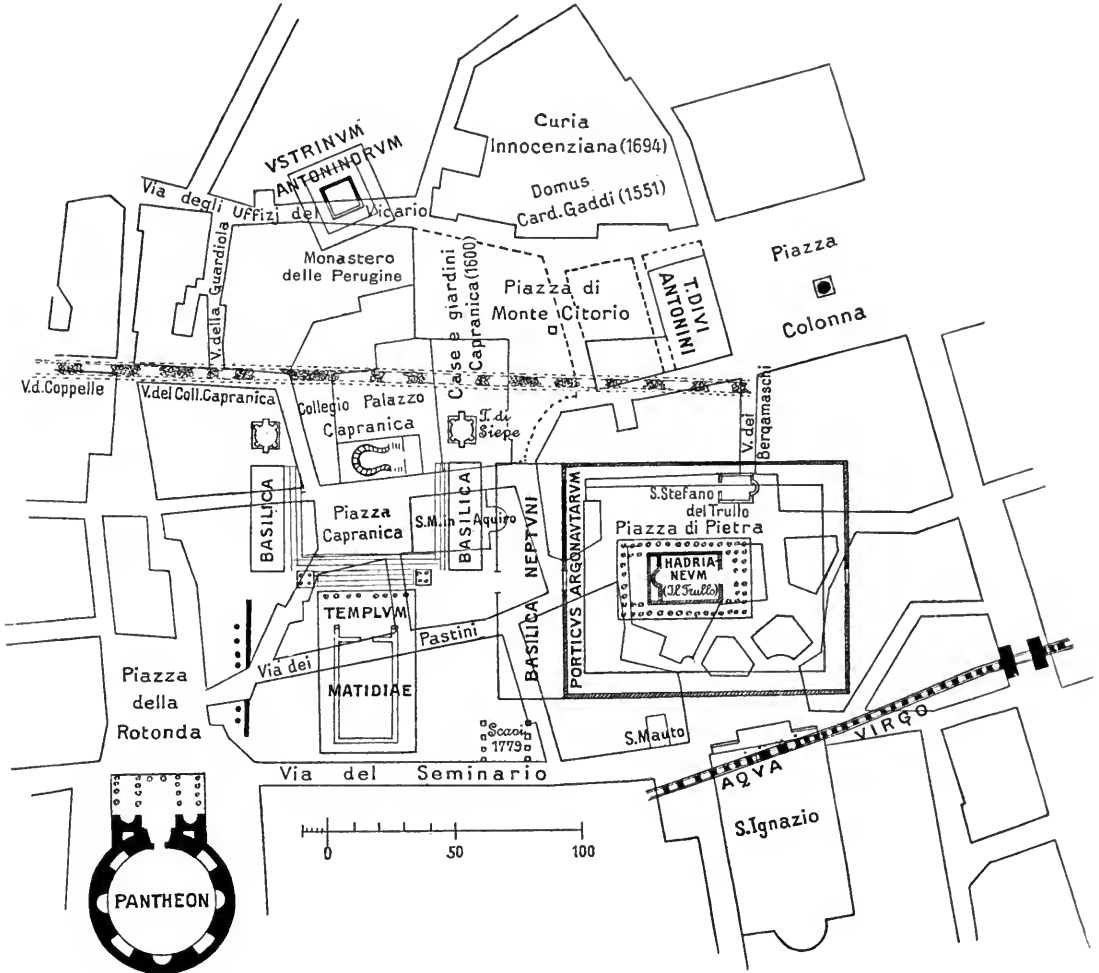 Curia
Innocenziana (1694)
Domus
Card. Gaddi (1551)
VSTRINVM
ANTONINORVM
Via degli Uffizj del Vicario
V. della Guardiola
Monastero
delle Perugine
Case e giardini
Capranica (1600)
Piazza di
Monte Citorio
T. DIVI
ANTONINI
Piazza
Colonna
V. d. Coppelle
V. del Coll. Capranica
Collegio Palazzo
Capranica
T. di
Siepe
V. dei
Bergamaschi
BASILICA
Piazza
Capranica
S. M. in Aquiro
BASILICA
BASILICA NEPTVNI
PORTICVS ARGONAVTARVM
S. Stefano
del Trullo
Piazza di Pietra
HADRIA
NEVM
(Il Trullo)
TEMPLVM
MATIDIAE
Via dei Pastini
Piazza
della
Rotonda
Scavi
1779
S. Mauto
AQVA VIRGO
Via del Seminario
S. Ignazio
0 50 100
PANTHEON